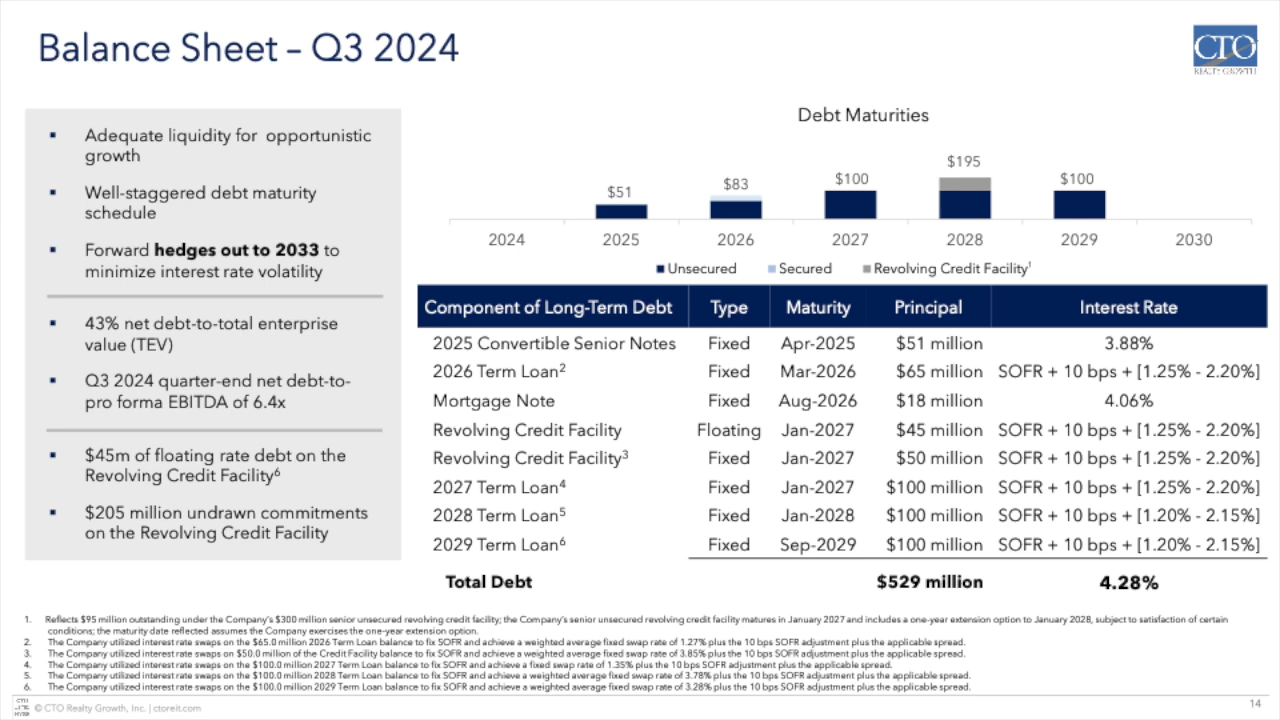 Balance Sheet – Q3 2024
CTO
REALTY GROWTH
▪ Adequate liquidity for opportunistic
growth
▪ Well-staggered debt maturity
schedule
▪ Forward hedges out to 2033 to
minimize interest rate volatility
▪ 43% net debt-to-total enterprise
value (TEV)
▪ Q3 2024 quarter-end net debt-to-
pro forma EBITDA of 6.4x
▪ $45m of floating rate debt on the
Revolving Credit Facility6
▪ $205 million undrawn commitments
on the Revolving Credit Facility
Debt Maturities
$51 $83 $100 $195 $100
2024 2025 2026 2027 2028 2029 2030
Unsecured Secured Revolving Credit Facility1
Component of Long-Term Debt Type Maturity Principal Interest Rate
2025 Convertible Senior Notes Fixed Apr-2025 $51 million 3.88%
2026 Term Loan2 Fixed Mar-2026 $65 million SOFR + 10 bps + [1.25% - 2.20%]
Mortgage Note Fixed Aug-2026 $18 million 4.06%
Revolving Credit Facility Floating Jan-2027 $45 million SOFR + 10 bps + [1.25% - 2.20%]
Revolving Credit Facility3 Fixed Jan-2027 $50 million SOFR + 10 bps + [1.25% - 2.20%]
2027 Term Loan4 Fixed Jan-2027 $100 million SOFR + 10 bps + [1.25% - 2.20%]
2028 Term Loan5 Fixed Jan-2028 $100 million SOFR + 10 bps + [1.20% - 2.15%]
2029 Term Loan6 Fixed Sep-2029 $100 million SOFR + 10 bps + [1.20% - 2.15%]
Total Debt $529 million 4.28%
1. Reflects $95 million outstanding under the Company's $300 million senior unsecured revolving credit facility; the Company's senior unsecured revolving credit facility matures in January 2027 and includes a one-year extension option to January 2028, subject to satisfaction of certain
conditions; the maturity date reflected assumes the Company exercises the one-year extension option.
2. The Company utilized interest rate swaps on the $65.0 million 2026 Term Loan balance to fix SOFR and achieve a weighted average fixed swap rate of 1.27% plus the 10 bps SOFR adjustment plus the applicable spread.
3. The Company utilized interest rate swaps on $50.0 million of the Credit Facility balance to fix SOFR and achieve a weighted average fixed swap rate of 3.85% plus the 10 bps SOFR adjustment plus the applicable spread.
4. The Company utilized interest rate swaps on the $100.0 million 2027 Term Loan balance to fix SOFR and achieve a fixed swap rate of 1.35% plus the 10 bps SOFR adjustment plus the applicable spread.
5. The Company utilized interest rate swaps on the $100.0 million 2028 Term Loan balance to fix SOFR and achieve a weighted average fixed swap rate of 3.78% plus the 10 bps SOFR adjustment plus the applicable spread.
6. The Company utilized interest rate swaps on the $100.0 million 2029 Term Loan balance to fix SOFR and achieve a weighted average fixed swap rate of 3.28% plus the 10 bps SOFR adjustment plus the applicable spread.
© CTO Realty Growth, Inc. | ctoreit.com
14